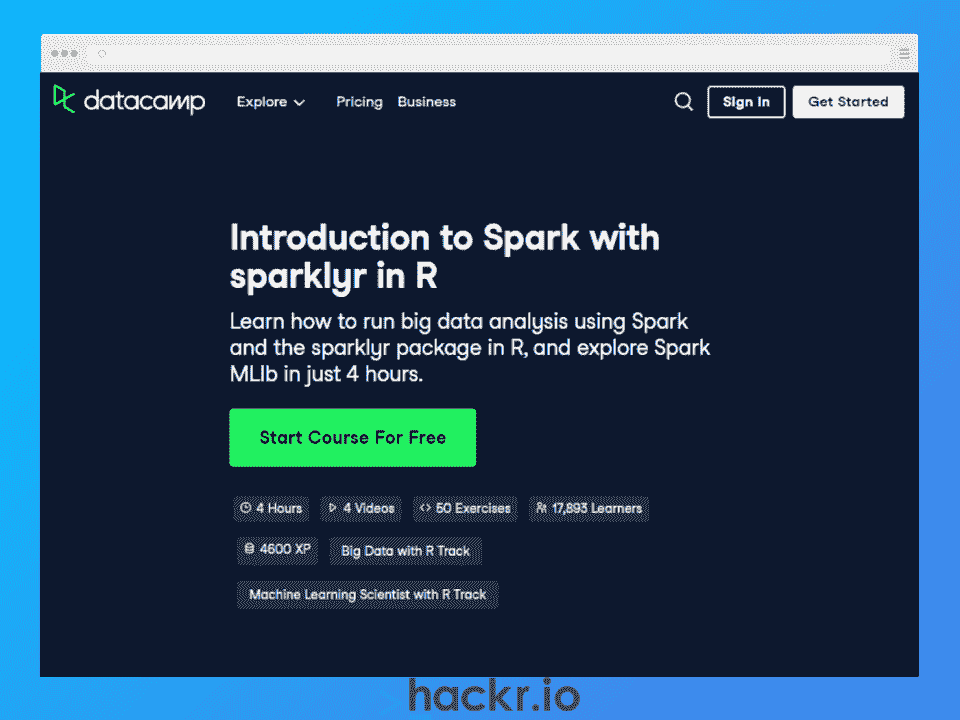 datacamp Explore Pricing Business Sign In Get Started
Introduction to Spark with
sparklyr in R
Learn how to run big data analysis using Spark
and the sparklyr package in R, and explore Spark
MLIb in just 4 hours.
Start Course For Free
4 Hours 4 Videos 50 Exercises 17,893 Learners
4600 XP Big Data with R Track
Machine Learning Scientist with R Track
hackr.io